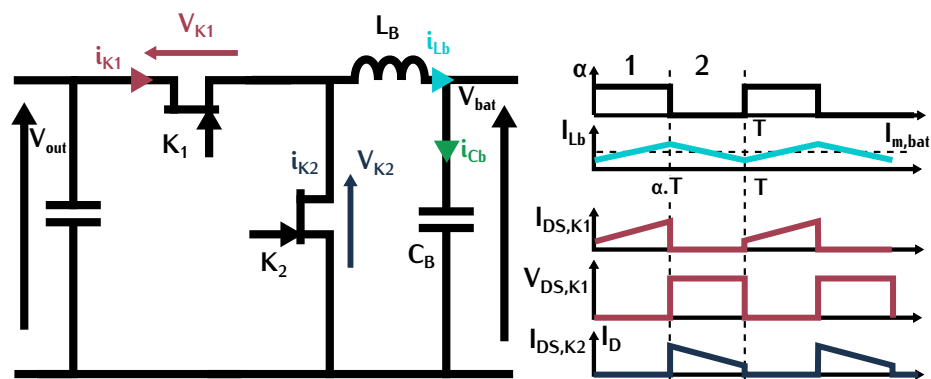 V_K1
i_K1
L_B
i_Lb
V_out
K_1
V_bat
i_K2
V_K2
i_Cb
K_2
C_B
1 2
α
T
I_Lb
I_m,bat
α.T
T
I_DS,K1
V_DS,K1
I_DS,K2
I_D